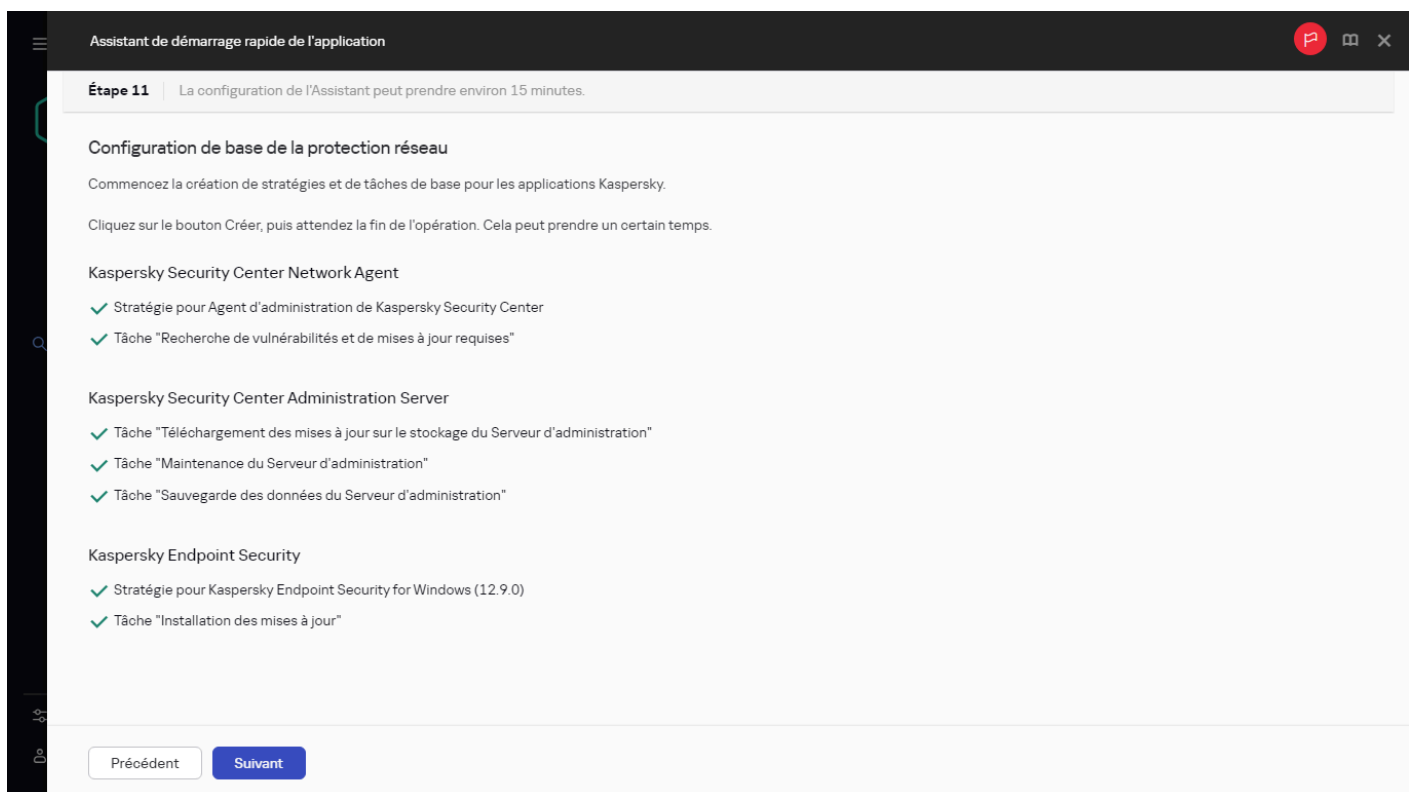 Assistant de démarrage rapide de l'application
Étape 11 La configuration de l'Assistant peut prendre environ 15 minutes.
Configuration de base de la protection réseau
Commencez la création de stratégies et de tâches de base pour les applications Kaspersky.
Cliquez sur le bouton Créer, puis attendez la fin de l'opération. Cela peut prendre un certain temps.
Kaspersky Security Center Network Agent
Stratégie pour Agent d'administration de Kaspersky Security Center
Tâche "Recherche de vulnérabilités et de mises à jour requises"
Kaspersky Security Center Administration Server
Tâche "Téléchargement des mises à jour sur le stockage du Serveur d'administration"
Tâche "Maintenance du Serveur d'administration"
Tâche "Sauvegarde des données du Serveur d'administration"
Kaspersky Endpoint Security
Stratégie pour Kaspersky Endpoint Security for Windows (12.9.0)
Tâche "Installation des mises à jour"
Précédent Suivant